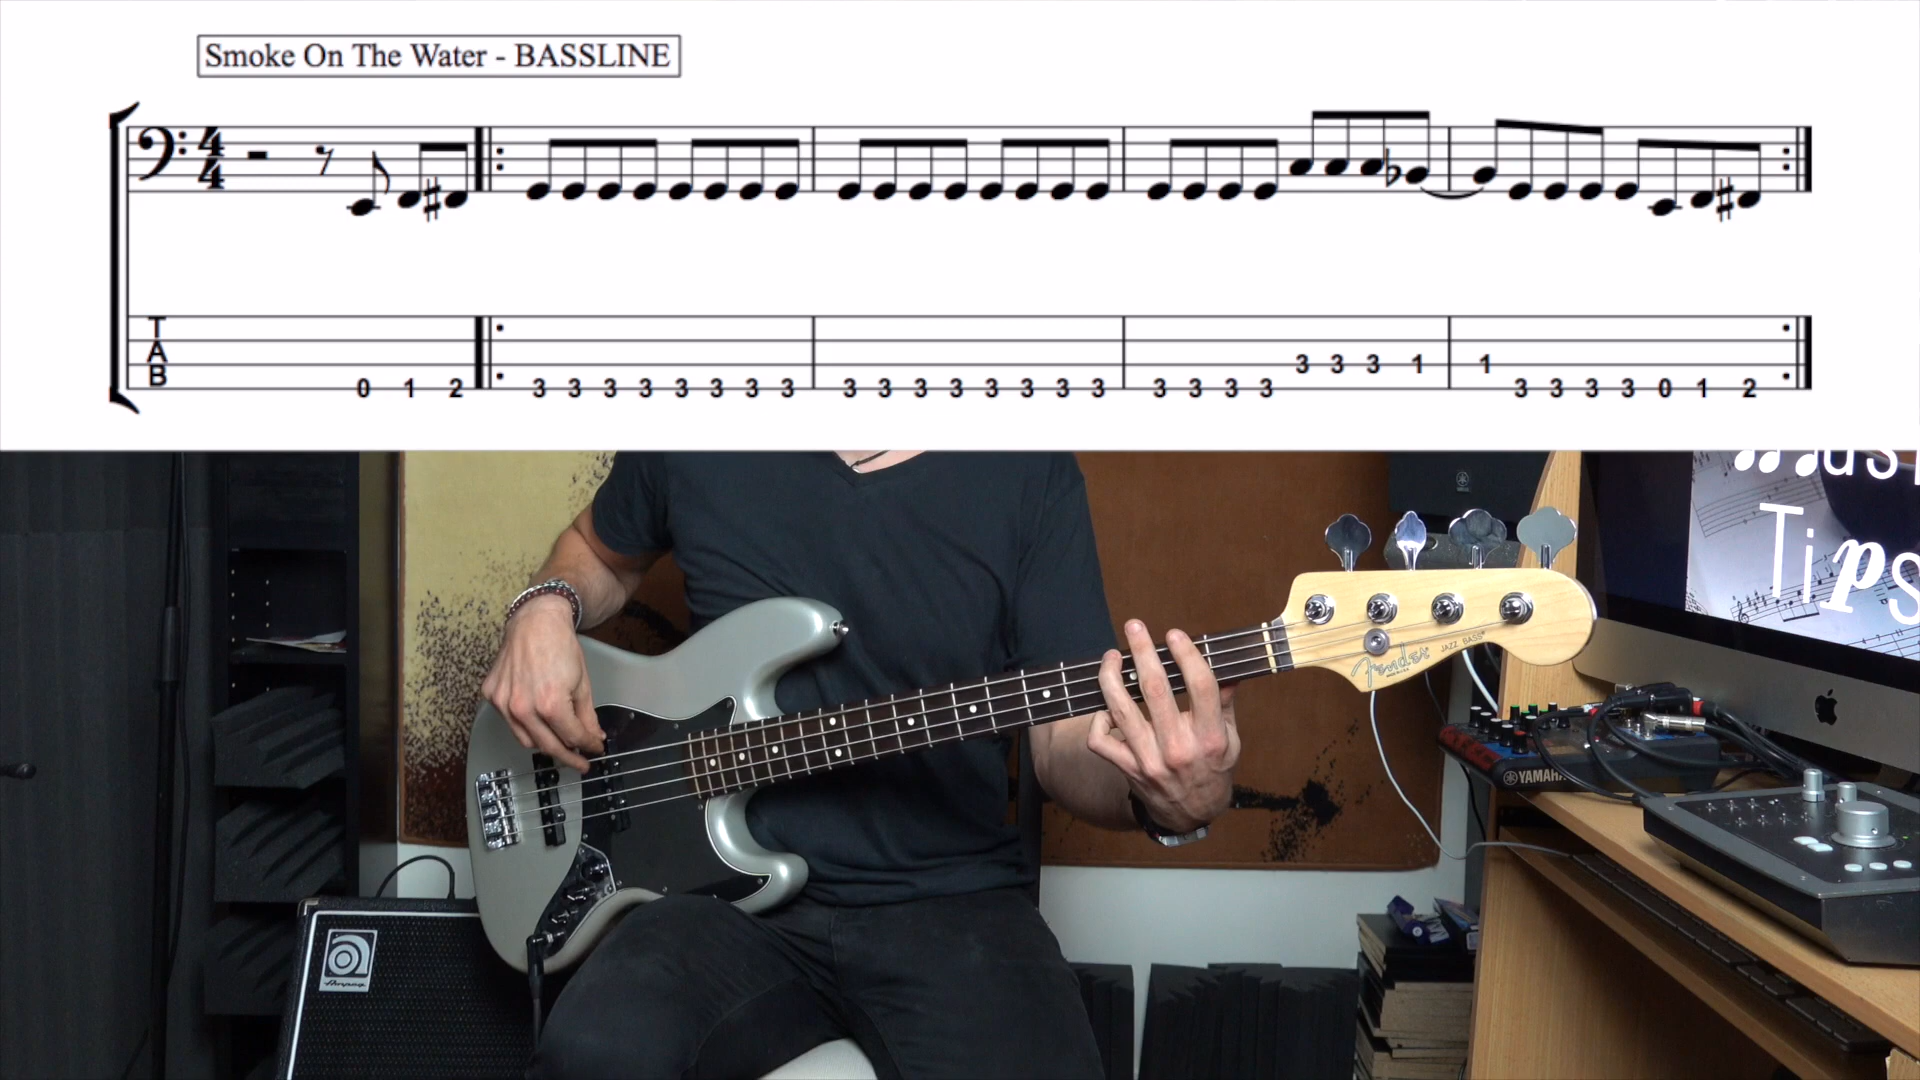 Smoke On The Water - BASSLINE
4
4
T
A
B
0 1 2 3 3 3 3 3 3 3 3 3 3 3 3 3 3 3 3 3 3 3 3 3 3 3 1 1 3 3 3 3 0 1 2
Tips
Fender
JAZZ BASS
YAMAHA
Ampeg